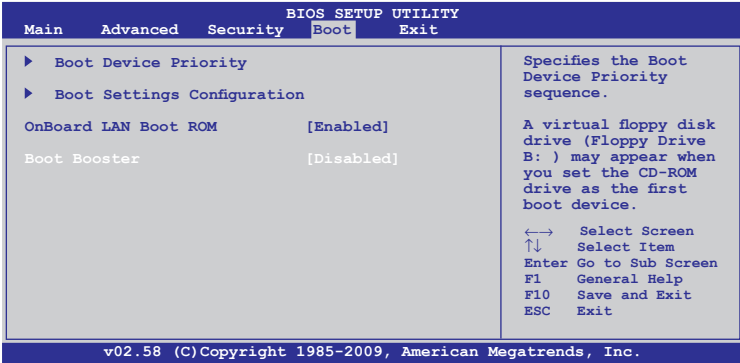 BIOS SETUP UTILITY
Main Advanced Security Boot Exit
Boot Device Priority
Boot Settings Configuration
OnBoard LAN Boot ROM [Enabled]
Boot Booster [Disabled]
Specifies the Boot
Device Priority
sequence.
A virtual floppy disk
drive (Floppy Drive
B: ) may appear when
you set the CD-ROM
drive as the first
boot device.
←→ Select Screen
↑↓ Select Item
Enter Go to Sub Screen
F1 General Help
F10 Save and Exit
ESC Exit
v02.58 (C)Copyright 1985-2009, American Megatrends, Inc.